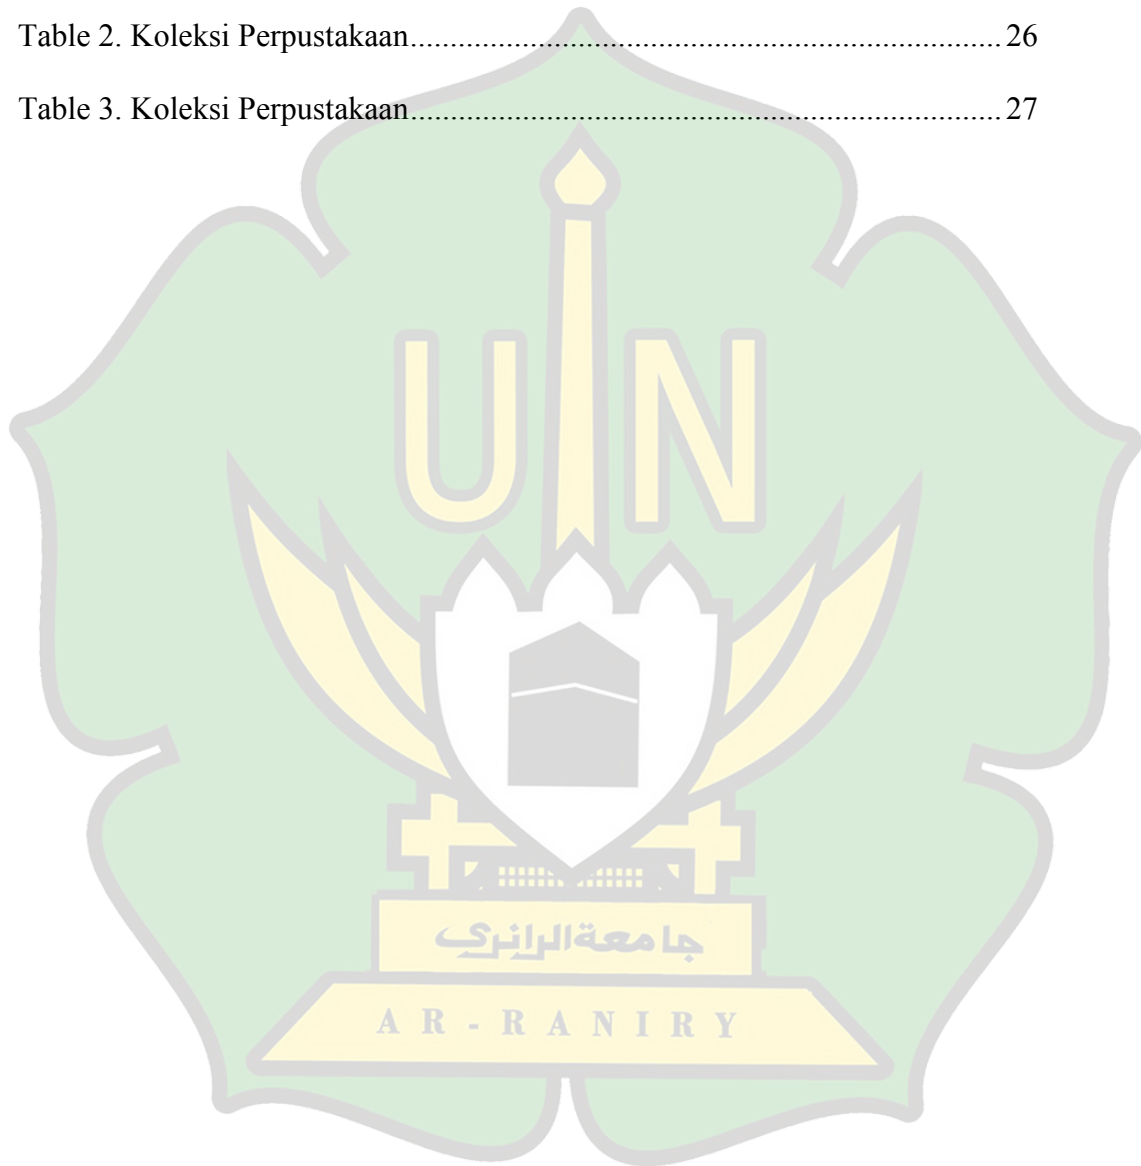 Table 2. Koleksi Perpustakaan.......................................................................... 26
Table 3. Koleksi Perpustakaan.......................................................................... 27
UIN
جامعة الرانري
AR-RANIRY